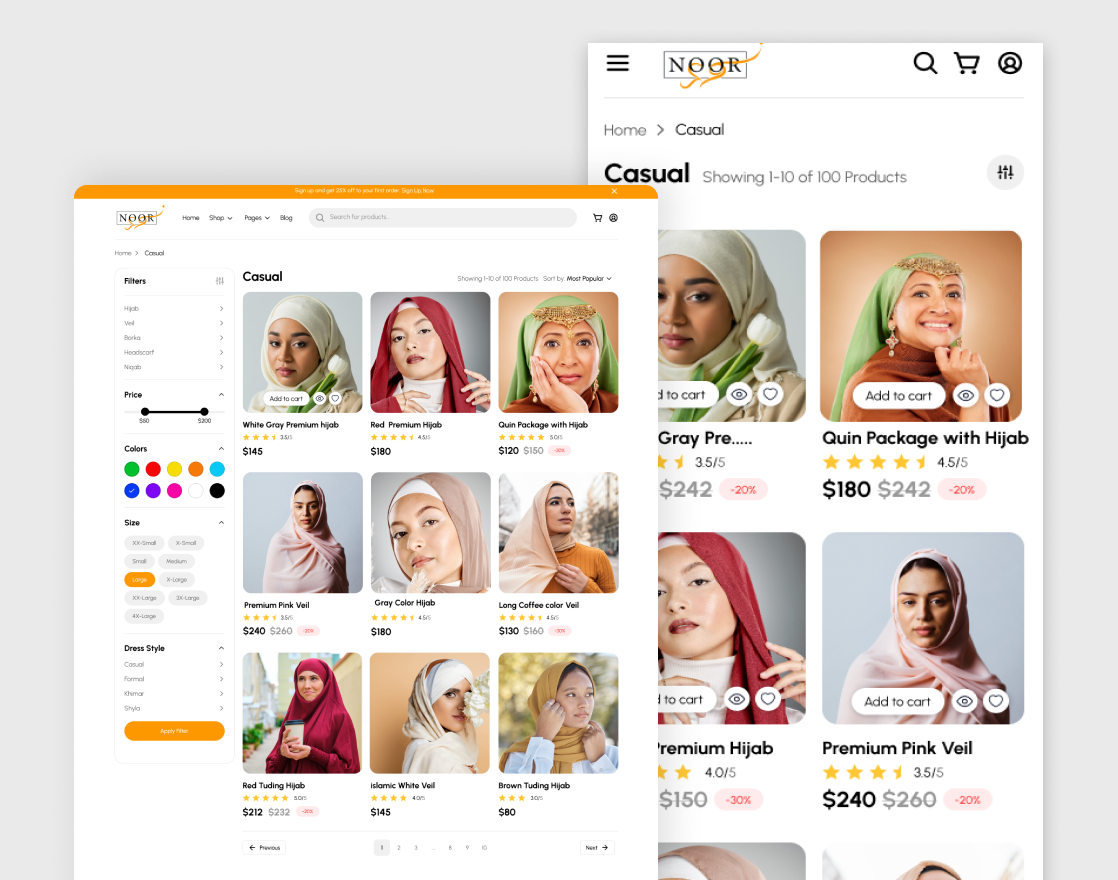 NOOR
Home > Casual
Casual Showing 1-10 of 100 Products
Add to cart
Gray Pre.....
3.5/5
$242 -20%
Add to cart
Quin Package with Hijab
4.5/5
$180 $242 -20%
d to cart
Premium Hijab
4.0/5
$150 -30%
Add to cart
Premium Pink Veil
3.5/5
$240 $260 -20%
Sign up and get 20% off to your first order. Sign Up Now
NOOR
Home Shop Pages Blog Search for products..
Home > Casual
Filters
Hijab
Veil
Borka
Headscarf
Niqab
Price
$50 $200
Colors
Size
XX-Small X-Small
Small Medium
Large X-Large
XX-Large 3X-Large
4X-Large
Dress Style
Casual
Formal
Khimar
Shyla
Apply Filter
Casual Showing 1-10 of 100 Products Sort by: Most Popular
Add to cart
White Gray Premium hijab
3.5/5
$145
Red Premium Hijab
4.5/5
$180
Quin Package with Hijab
5.0/5
$120 $150 -30%
Premium Pink Veil
3.5/5
$240 $260 -20%
Gray Color Hijab
4.5/5
$180
Long Coffee color Veil
4.5/5
$130 $160 -30%
Red Tuding Hijab
5.0/5
$212 $232 -20%
islamic White Veil
4.0/5
$145
Brown Tuding Hijab
3.0/5
$80
Previous 1 2 3 ... 8 9 10 Next